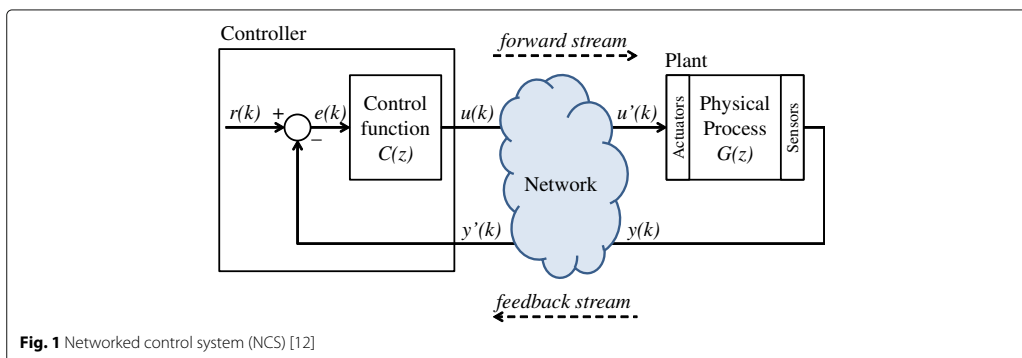 Controller
forward stream
Plant
r(k) + e(k)
−
Control
function
C(z)
u(k)
Network
u'(k)
Actuators
Physical
Process
G(z)
Sensors
y'(k)
y(k)
feedback stream
Fig. 1 Networked control system (NCS) [12]